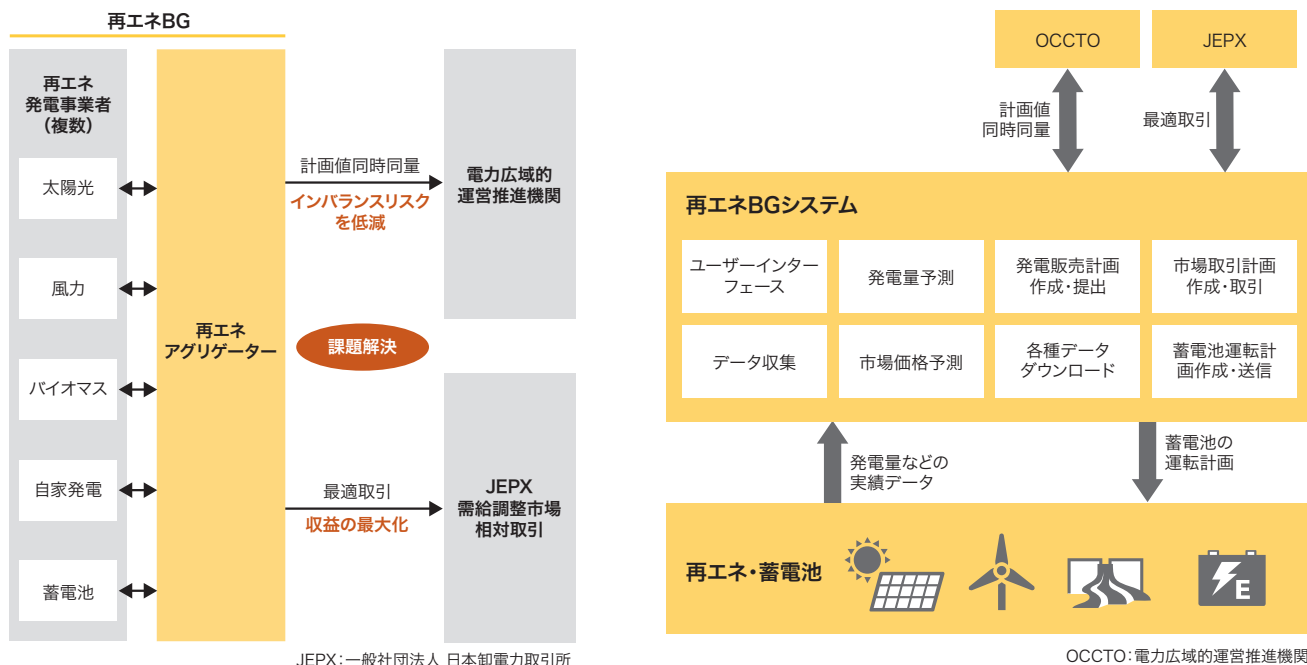 再エネBG
再エネ
発電事業者
（複数）
太陽光
風力
バイオマス
自家発電
蓄電池
再エネ
アグリゲーター
計画値同時同量
インバランスリスク
を低減
課題解決
最適取引
収益の最大化
電力広域的
運営推進機関
JEPX
需給調整市場
相対取引
JEPX：一般社団法人 日本卸電力取引所
OCCTO
JEPX
計画値
同時同量
最適取引
再エネBGシステム
ユーザーインター
フェース
発電量予測
発電販売計画
作成・提出
市場取引計画
作成・取引
データ収集
市場価格予測
各種データ
ダウンロード
蓄電池運転計
画作成・送信
発電量などの
実績データ
蓄電池の
運転計画
再エネ・蓄電池
E
OCCTO：電力広域的運営推進機関